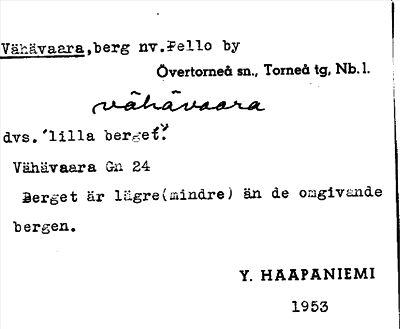 Vähävaara, berg nv. Pello by
Övertorneå sn., Torneå tg, Nb.l.
vähävaara
dvs. "lilla berget".
Vähävaara Gn 24
Berget är lägre(mindre) än de omgivande
bergen.
Y. HAAPANIEMI
1953